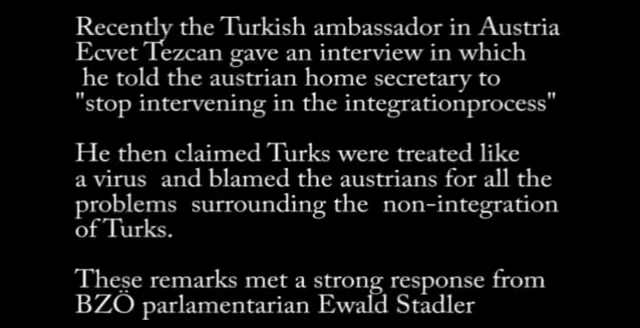 Recently the Turkish ambassador in Austria
Ecvet Tezcan gave an interview in which
he told the austrian home secretary to
"stop intervening in the integrationprocess"
He then claimed Turks were treated like
a virus and blamed the austrians for all the
problems surrounding the non-integration
of Turks.
These remarks met a strong response from
BZÖ parlamentarian Ewald Stadler